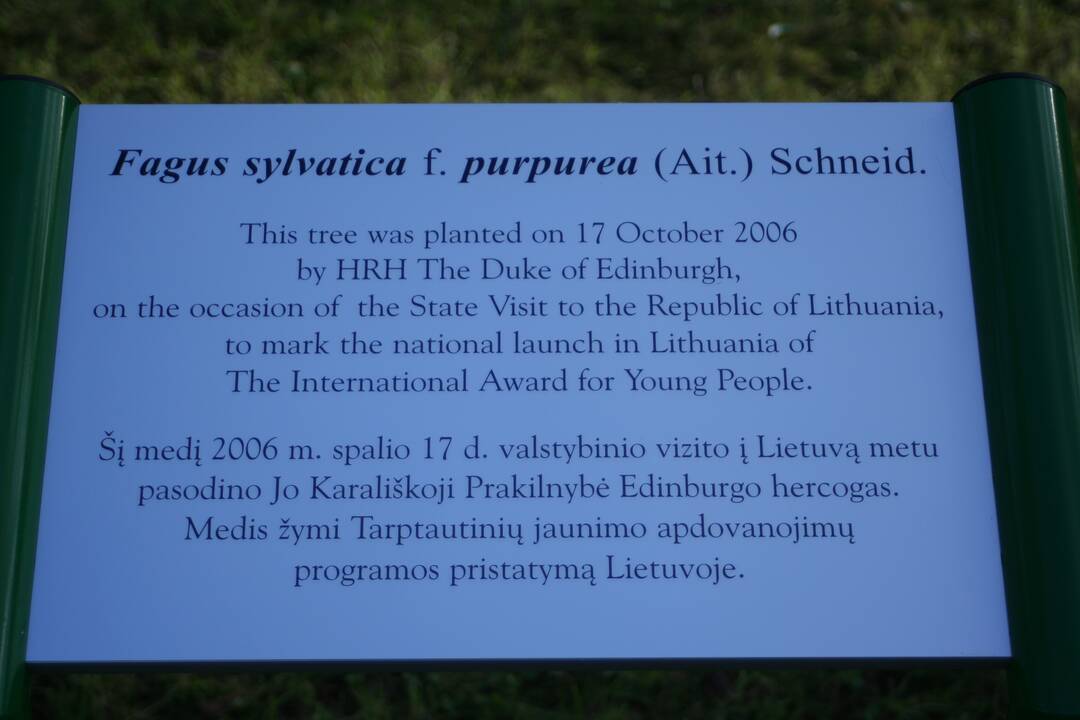 Fagus sylvatica f. purpurea (Ait.) Schneid.
This tree was planted on 17 October 2006
by HRH The Duke of Edinburgh,
on the occasion of the State Visit to the Republic of Lithuania,
to mark the national launch in Lithuania of
The International Award for Young People.
Šį medį 2006 m. spalio 17 d. valstybinio vizito į Lietuvą metu
pasodino Jo Karališkoji Prakilnybė Edinburgo hercogas.
Medis žymi Tarptautinių jaunimo apdovanojimų
programos pristatymą Lietuvoje.